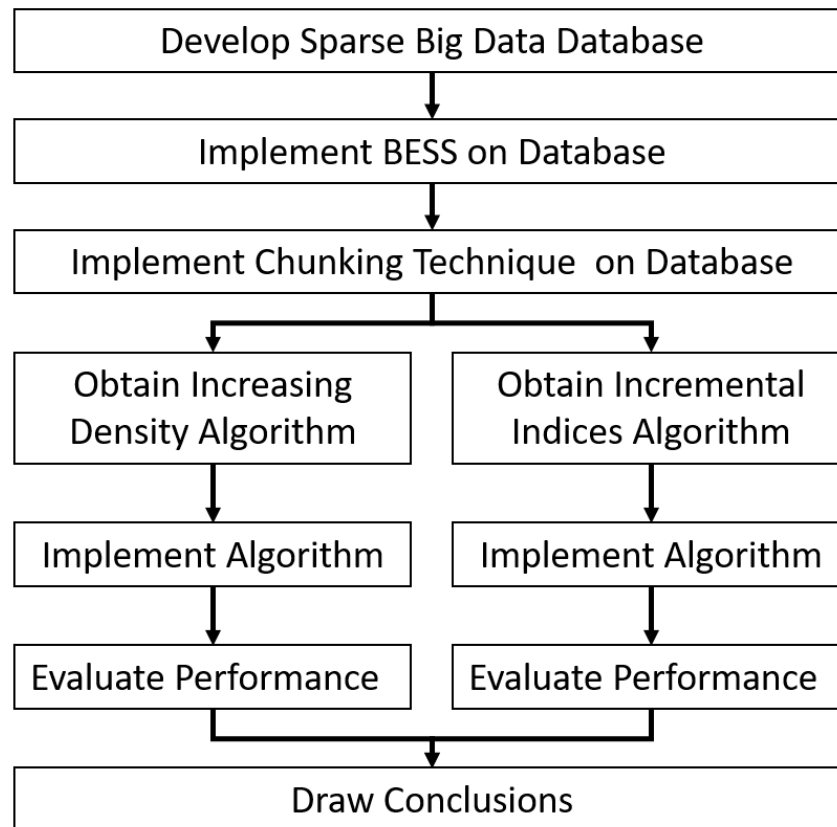 Develop Sparse Big Data Database
Implement BESS on Database
Implement Chunking Technique  on Database
Obtain Increasing
Density Algorithm
Obtain Incremental
Indices Algorithm
Implement Algorithm
Implement Algorithm
Evaluate Performance
Evaluate Performance
Draw Conclusions